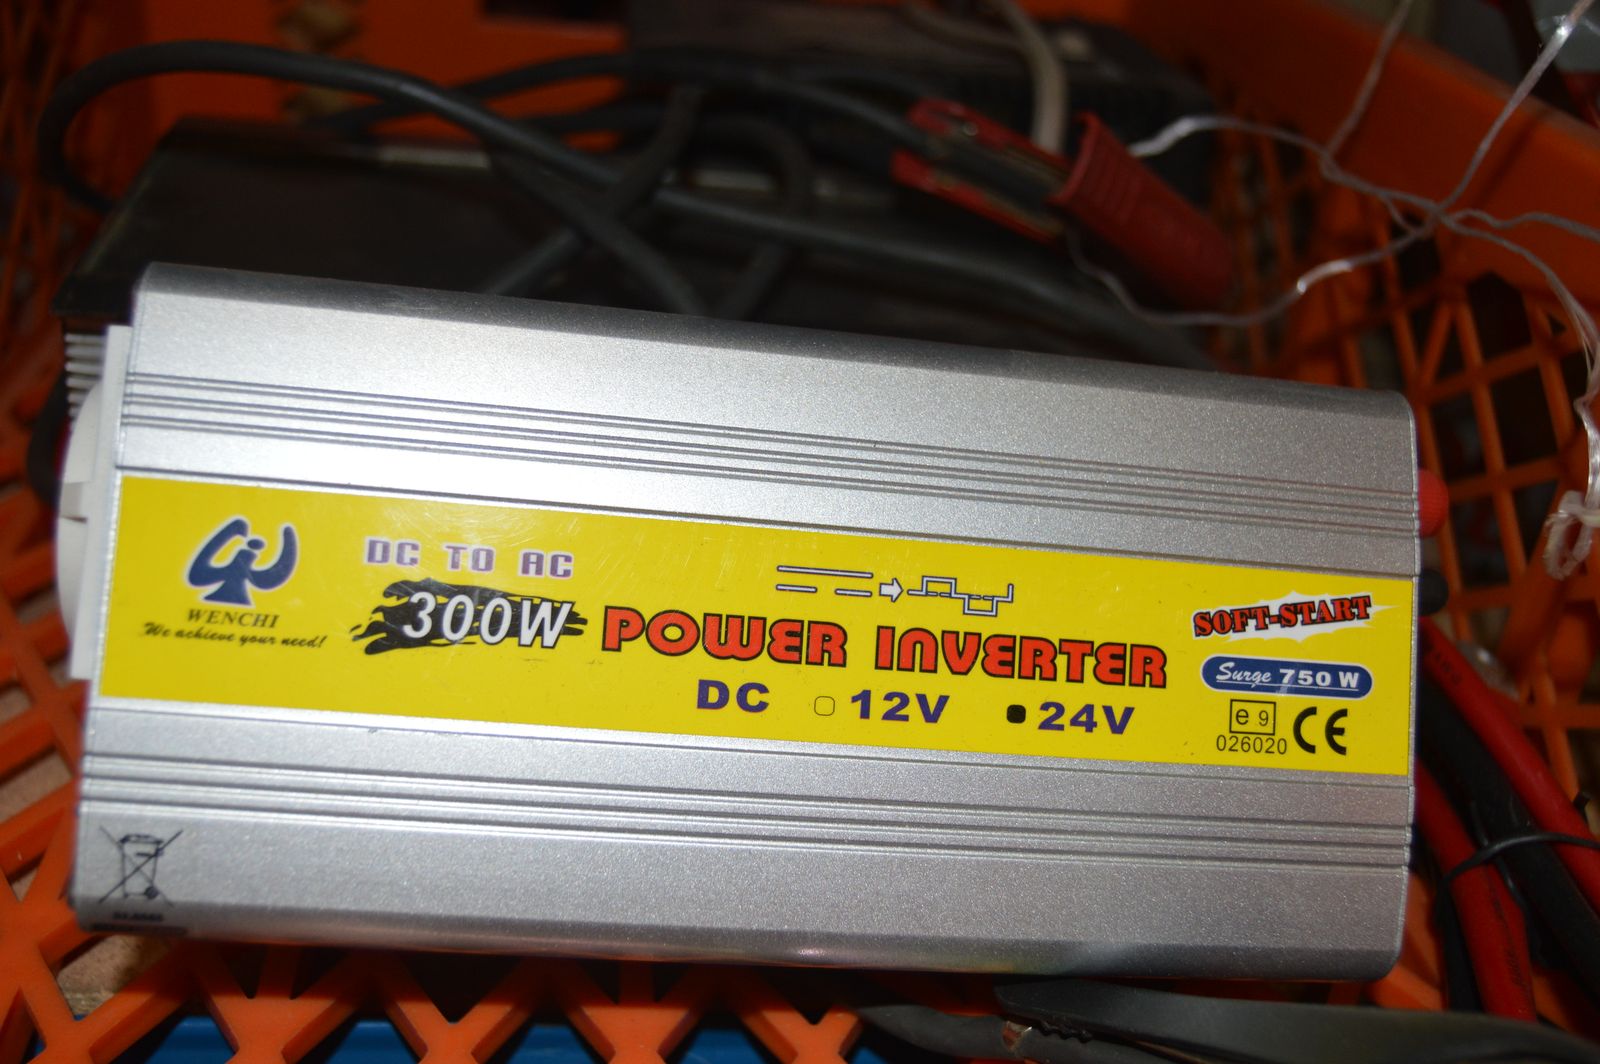 WENCHI
We achieve your need!
DC TO AC
300W POWER INVERTER
DC 12V 24V
SOFT-START
Surge 750 W
e 9
026020 CE